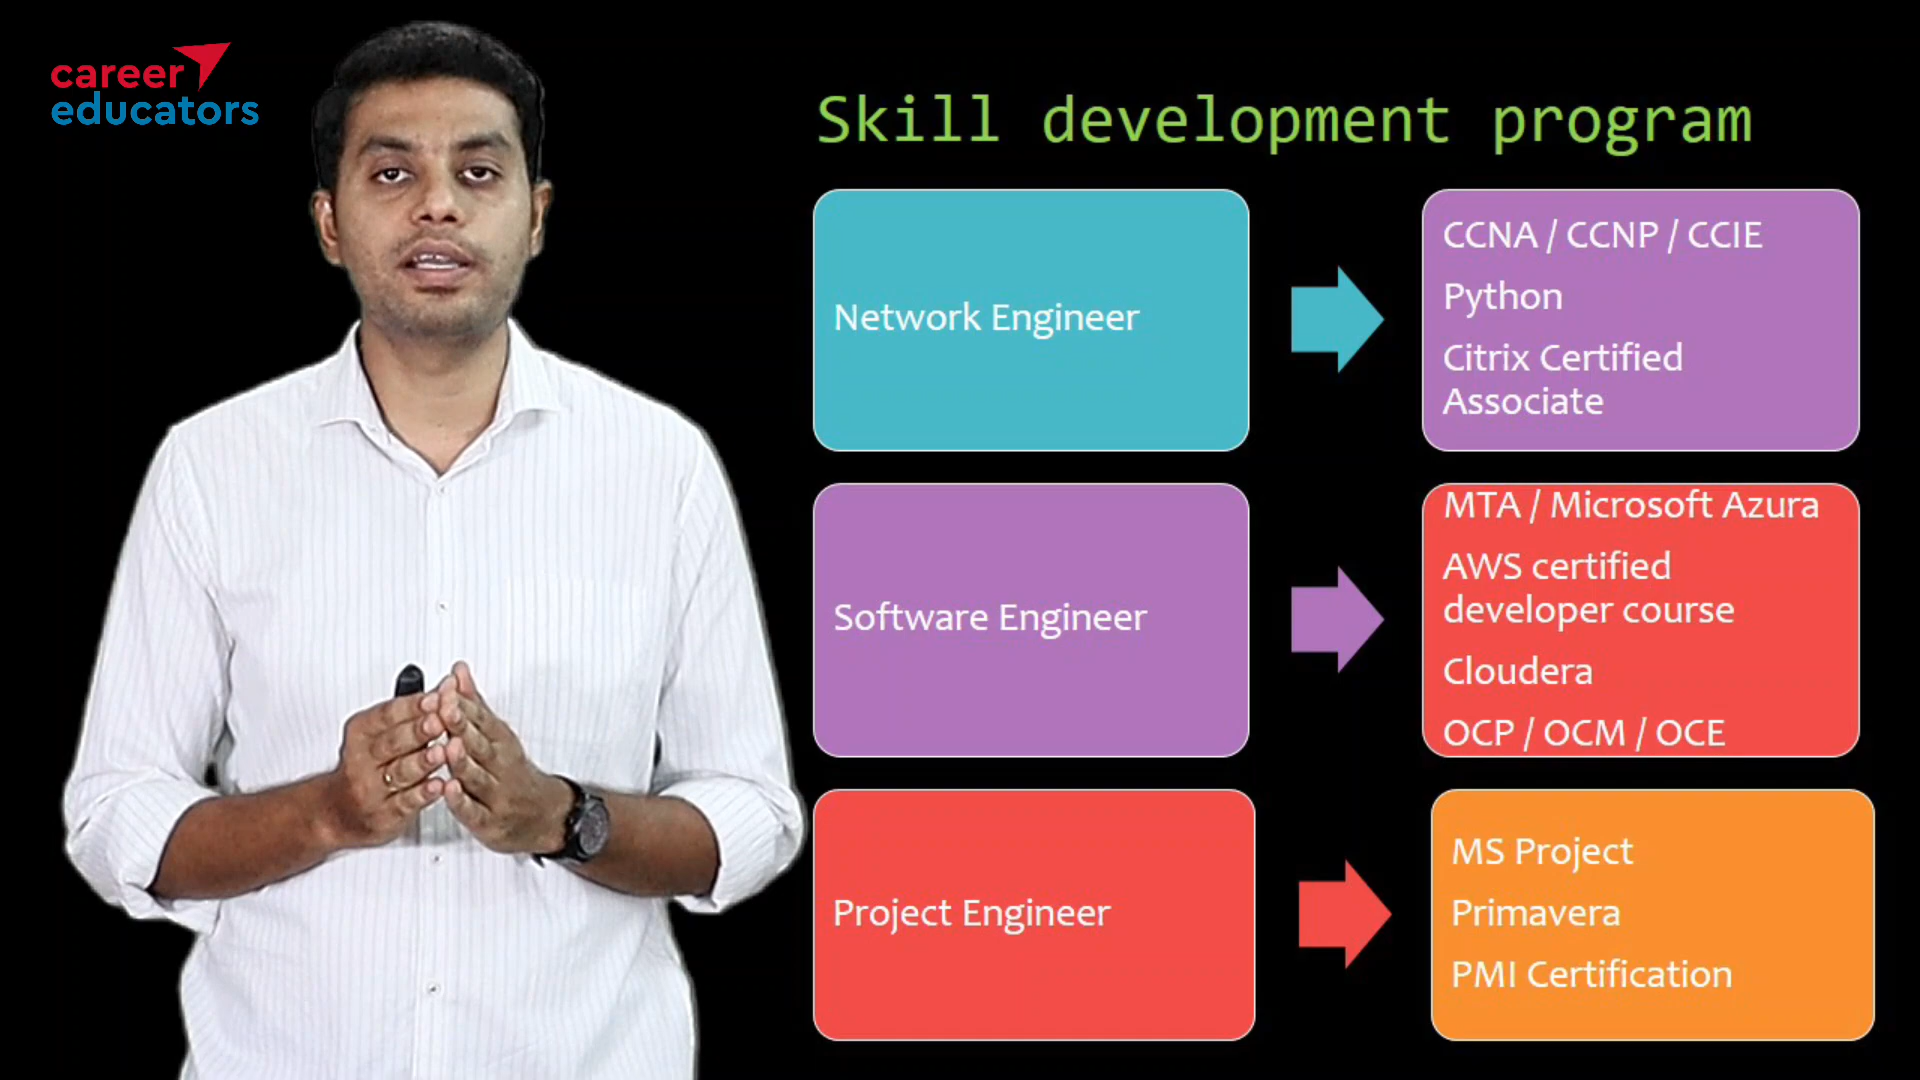 career
educators
Skill development program
Network Engineer
CCNA / CCNP / CCIE
Python
Citrix Certified
Associate
Software Engineer
MTA / Microsoft Azura
AWS certified
developer course
Cloudera
OCP / OCM / OCE
Project Engineer
MS Project
Primavera
PMI Certification